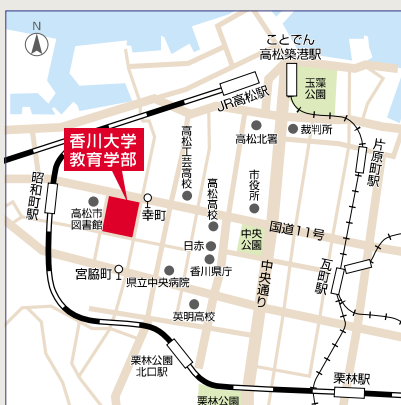 N
ことでん
高松築港駅
玉藻
公園
JR高松駅
高松北署
裁判所
香川大学
教育学部
高松工芸高校
片原町駅
昭和町駅
高松市
図書館
幸町
高松高校
市役所
国道11号
日赤
中央
公園
香川県庁
宮脇町
県立中央病院
中央通り
瓦町駅
英明高校
栗林公園
北口駅
栗林駅
栗林公園